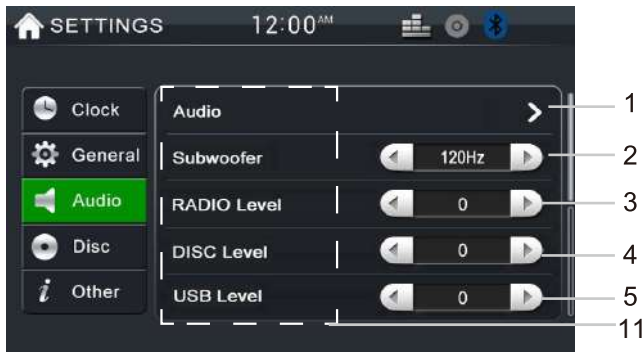 SETTINGS 12:00AM
Clock
General
Audio
Disc
Other
Audio 1
Subwoofer 120Hz 2
RADIO Level 0 3
DISC Level 0 4
USB Level 0 5
11